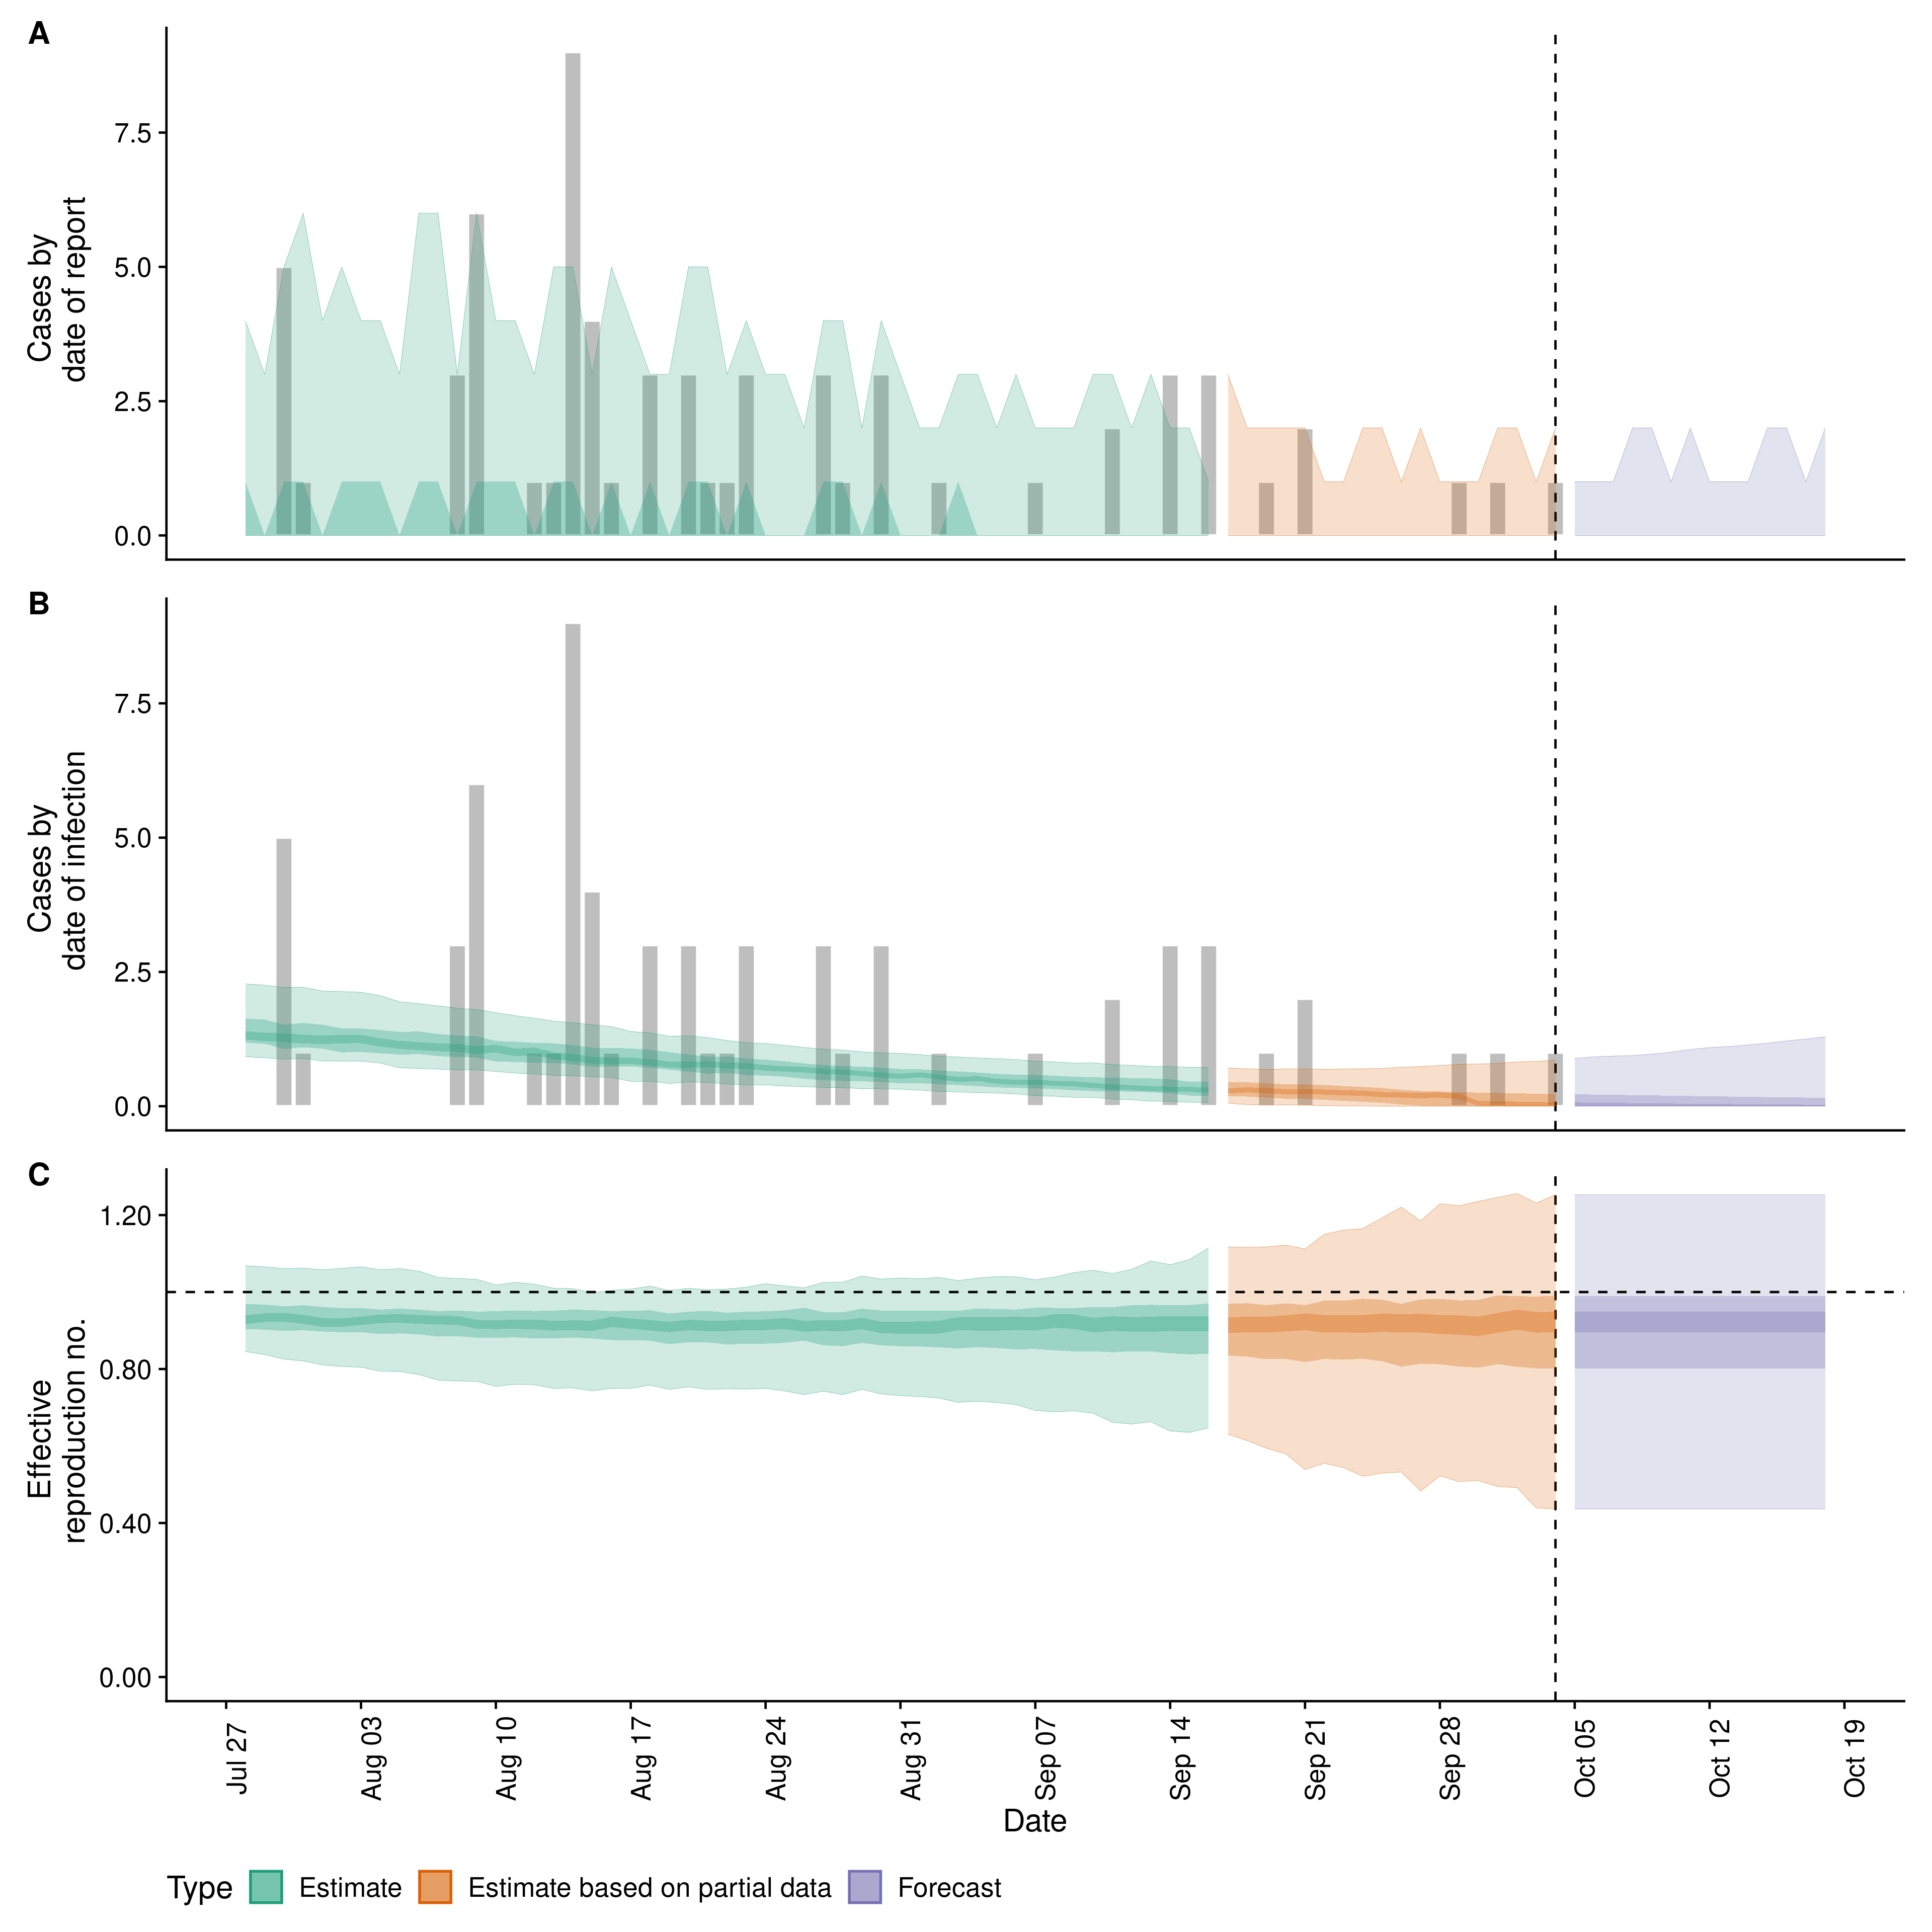 A
Cases by
date of report
7.5
5.0
2.5
0.0
B
Cases by
date of infection
7.5
5.0
2.5
0.0
C
Effective
reproduction no.
1.20
0.80
0.40
0.00
Jul 27
Aug 03
Aug 10
Aug 17
Aug 24
Aug 31
Sep 07
Sep 14
Sep 21
Sep 28
Oct 05
Oct 12
Oct 19
Date
Type Estimate Estimate based on partial data Forecast